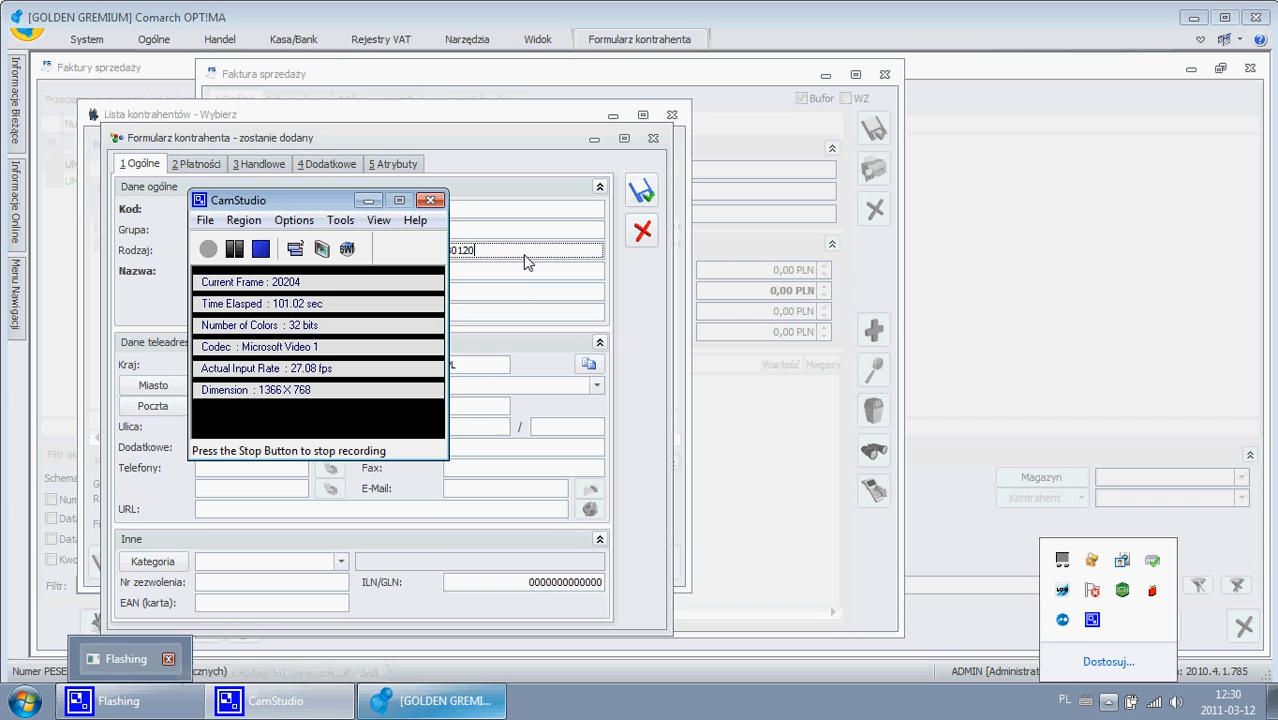 [GOLDEN GREMIUM] Comarch OPT!MA
System Ogólne Handel Kasa/Bank Rejestry VAT Narzędzia Widok Formularz kontrahenta
Faktury sprzedaży
Faktura sprzedaży
Bufor WZ
Lista kontrahentów - Wybierz
Formularz kontrahenta - zostanie dodany
1 Ogólne 2 Płatności 3 Handlowe 4 Dodatkowe 5 Atrybuty
Informacje Bieżące
Informacje Online
Menu Nawigacji
Dane ogólne
Kod:
Grupa:
Rodzaj:
Nazwa:
0120
CamStudio
File Region Options Tools View Help
Current Frame : 20204
Time Elasped : 101.02 sec
Number of Colors : 32 bits
Codec : Microsoft Video 1
Actual Input Rate : 27.08 fps
Dimension : 1366 X 768
Press the Stop Button to stop recording
0,00 PLN
0,00 PLN
0,00 PLN
0,00 PLN
Wartość Magazy
Dane teleadres
Kraj:
Miasto
Poczta
Ulica: /
Dodatkowe:
Telefony: Fax:
E-Mail:
URL:
Inne
Kategoria
Nr zezwolenia: ILN/GLN: 0000000000000
EAN (karta):
Magazyn
Kontrahent
Filtr:
Dostosuj...
Flashing
Numer PESE
ADMIN [Administrat
: 2010.4.1.785
Flashing CamStudio [GOLDEN GREMI...
PL
12:30
2011-03-12